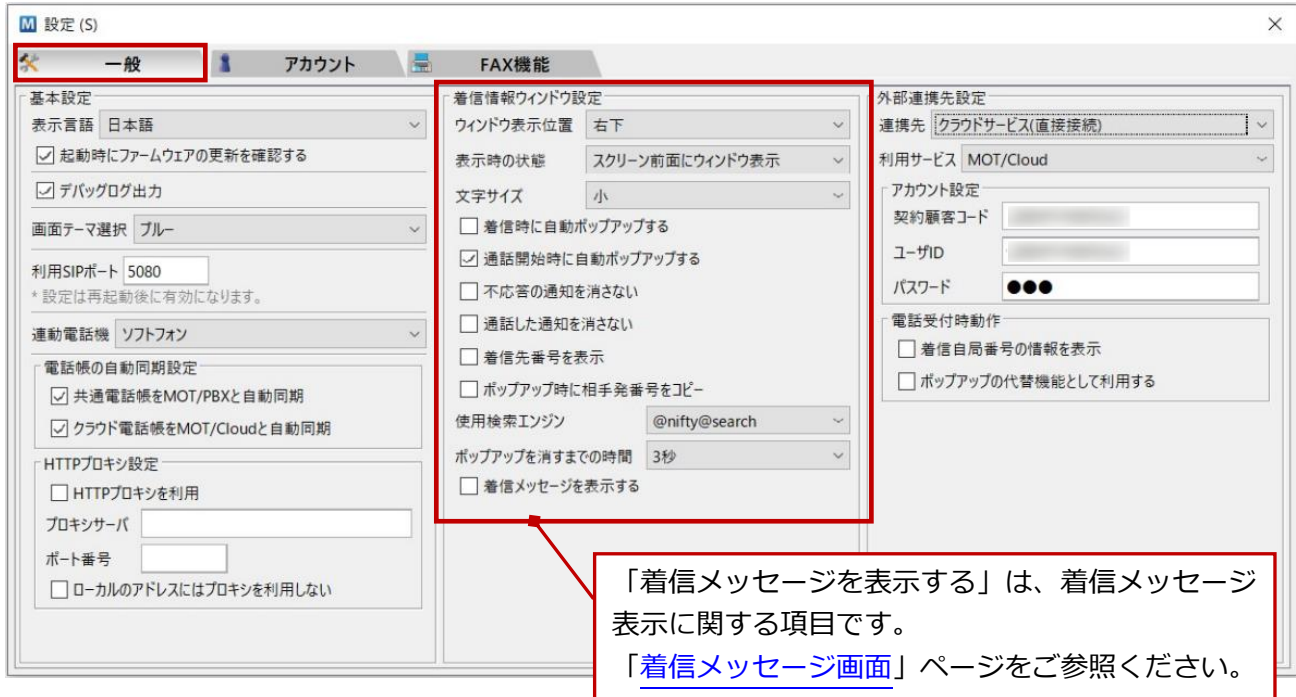 設定 (S)
一般
アカウント
FAX機能
基本設定
表示言語 日本語
起動時にファームウェアの更新を確認する
デバッグログ出力
画面テーマ選択 ブルー
利用SIPポート 5080
* 設定は再起動後に有効になります。
連動電話機 ソフトフォン
電話帳の自動同期設定
共通電話帳をMOT/PBXと自動同期
クラウド電話帳をMOT/Cloudと自動同期
HTTPプロキシ設定
HTTPプロキシを利用
プロキシサーバ
ポート番号
ローカルのアドレスにはプロキシを利用しない
着信情報ウィンドウ設定
ウィンドウ表示位置 右下
表示時の状態 スクリーン前面にウィンドウ表示
文字サイズ 小
着信時に自動ポップアップする
通話開始時に自動ポップアップする
不応答の通知を消さない
通話した通知を消さない
着信先番号を表示
ポップアップ時に相手発番号をコピー
使用検索エンジン @nifty@search
ポップアップを消すまでの時間 3秒
着信メッセージを表示する
外部連携先設定
連携先 クラウドサービス(直接接続)
利用サービス MOT/Cloud
アカウント設定
契約顧客コード
ユーザID
パスワード ●●●
電話受付時動作
着信自局番号の情報を表示
ポップアップの代替機能として利用する
「着信メッセージを表示する」は、着信メッセージ
表示に関する項目です。
「着信メッセージ画面」ページをご参照ください。